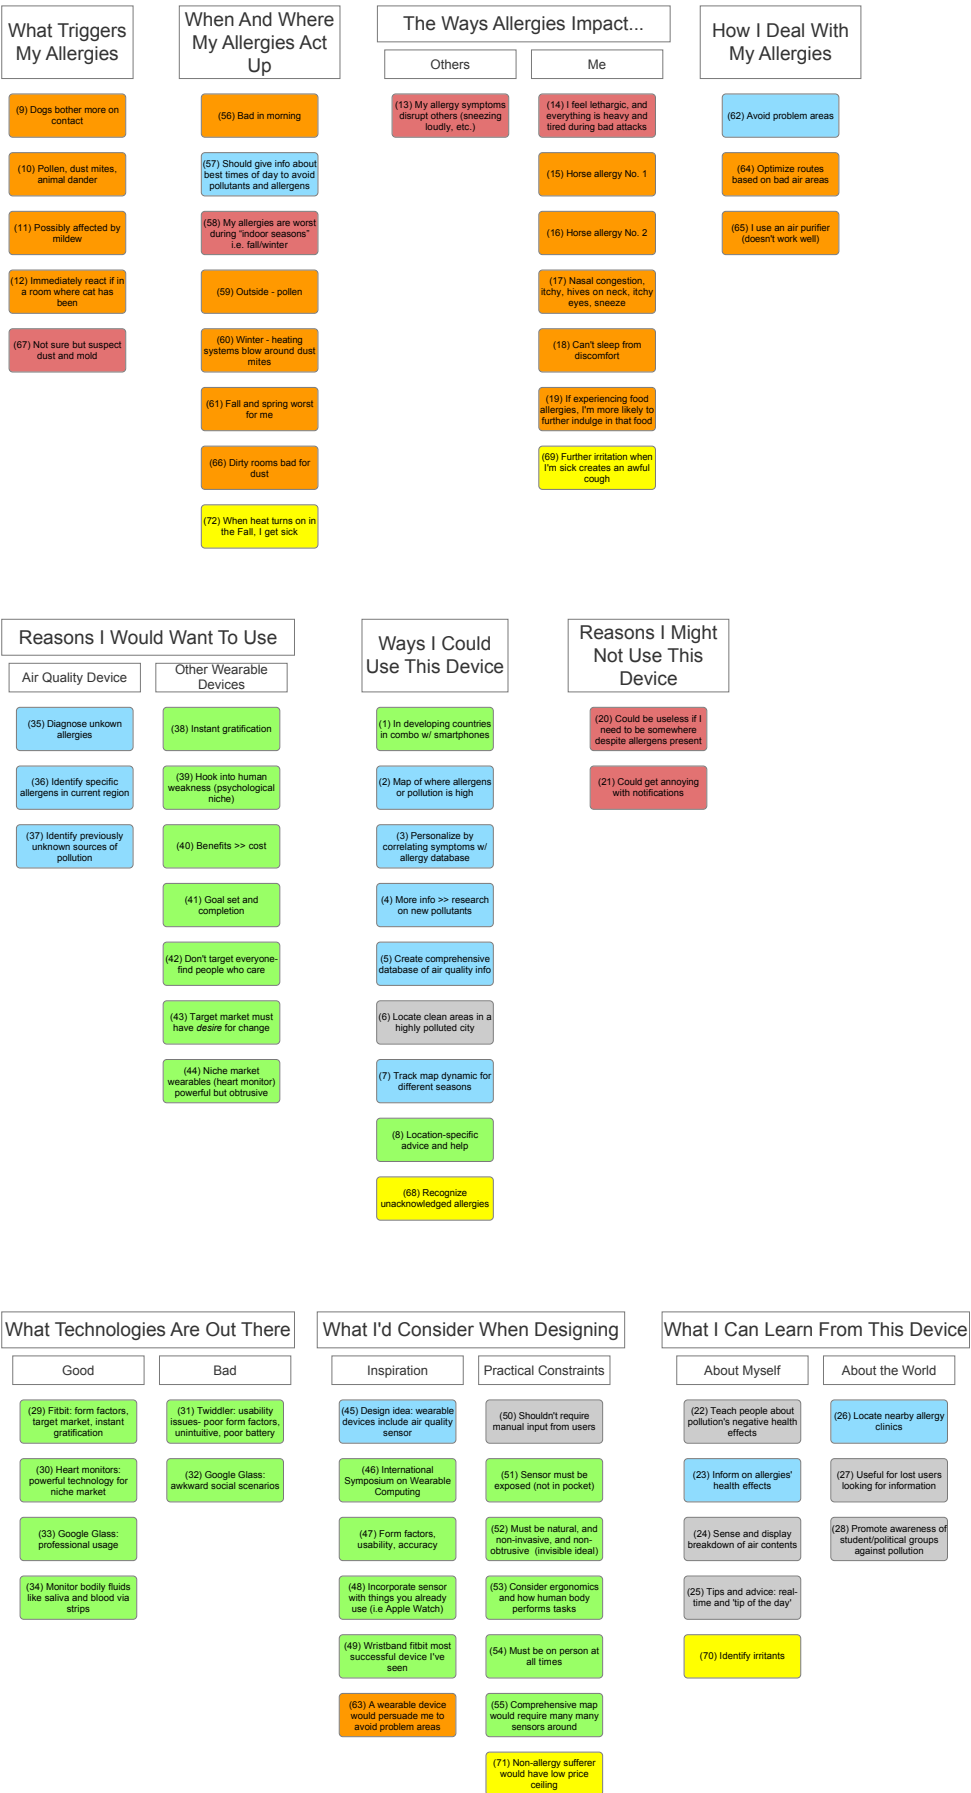 What Triggers
My Allergies
(9) Dogs bother more on
contact
(10) Pollen, dust mites,
animal dander
(11) Possibly affected by
mildew
(12) Immediately react if in
a room where cat has
been
(67) Not sure but suspect
dust and mold
When And Where
My Allergies Act
Up
(56) Bad in morning
(57) Should give info about
best times of day to avoid
pollutants and allergens
(58) My allergies are worst
during "indoor seasons"
i.e. fall/winter
(59) Outside - pollen
(60) Winter - heating
systems blow around dust
mites
(61) Fall and spring worst
for me
(66) Dirty rooms bad for
dust
(72) When heat turns on in
the Fall, I get sick
The Ways Allergies Impact...
Others
(13) My allergy symptoms
disrupt others (sneezing
loudly, etc.)
Me
(14) I feel lethargic, and
everything is heavy and
tired during bad attacks
(15) Horse allergy No. 1
(16) Horse allergy No. 2
(17) Nasal congestion,
itchy, hives on neck, itchy
eyes, sneeze
(18) Can't sleep from
discomfort
(19) If experiencing food
allergies, I'm more likely to
further indulge in that food
(69) Further irritation when
I'm sick creates an awful
cough
How I Deal With
My Allergies
(62) Avoid problem areas
(64) Optimize routes
based on bad air areas
(65) I use an air purifier
(doesn't work well)
Reasons I Would Want To Use
Air Quality Device
(35) Diagnose unkown
allergies
(36) Identify specific
allergens in current region
(37) Identify previously
unknown sources of
pollution
Other Wearable
Devices
(38) Instant gratification
(39) Hook into human
weakness (psychological
niche)
(40) Benefits >> cost
(41) Goal set and
completion
(42) Don't target everyone-
find people who care
(43) Target market must
have desire for change
(44) Niche market
wearables (heart monitor)
powerful but obtrusive
Ways I Could
Use This Device
(1) In developing countries
in combo w/ smartphones
(2) Map of where allergens
or pollution is high
(3) Personalize by
correlating symptoms w/
allergy database
(4) More info >> research
on new pollutants
(5) Create comprehensive
database of air quality info
(6) Locate clean areas in a
highly polluted city
(7) Track map dynamic for
different seasons
(8) Location-specific
advice and help
(68) Recognize
unacknowledged allergies
Reasons I Might
Not Use This
Device
(20) Could be useless if I
need to be somewhere
despite allergens present
(21) Could get annoying
with notifications
What Technologies Are Out There
Good
(29) Fitbit: form factors,
target market, instant
gratification
(30) Heart monitors:
powerful technology for
niche market
(33) Google Glass:
professional usage
(34) Monitor bodily fluids
like saliva and blood via
strips
Bad
(31) Twiddler: usability
issues- poor form factors,
unintuitive, poor battery
(32) Google Glass:
awkward social scenarios
What I'd Consider When Designing
Inspiration
(45) Design idea: wearable
devices include air quality
sensor
(46) International
Symposium on Wearable
Computing
(47) Form factors,
usability, accuracy
(48) Incorporate sensor
with things you already
use (i.e Apple Watch)
(49) Wristband fitbit most
successful device I've
seen
(63) A wearable device
would persuade me to
avoid problem areas
Practical Constraints
(50) Shouldn't require
manual input from users
(51) Sensor must be
exposed (not in pocket)
(52) Must be natural, and
non-invasive, and non-
obtrusive (invisible ideal)
(53) Consider ergonomics
and how human body
performs tasks
(54) Must be on person at
all times
(55) Comprehensive map
would require many many
sensors around
(71) Non-allergy sufferer
would have low price
ceiling
What I Can Learn From This Device
About Myself
(22) Teach people about
pollution's negative health
effects
(23) Inform on allergies'
health effects
(24) Sense and display
breakdown of air contents
(25) Tips and advice: real-
time and 'tip of the day'
(70) Identify irritants
About the World
(26) Locate nearby allergy
clinics
(27) Useful for lost users
looking for information
(28) Promote awareness of
student/political groups
against pollution